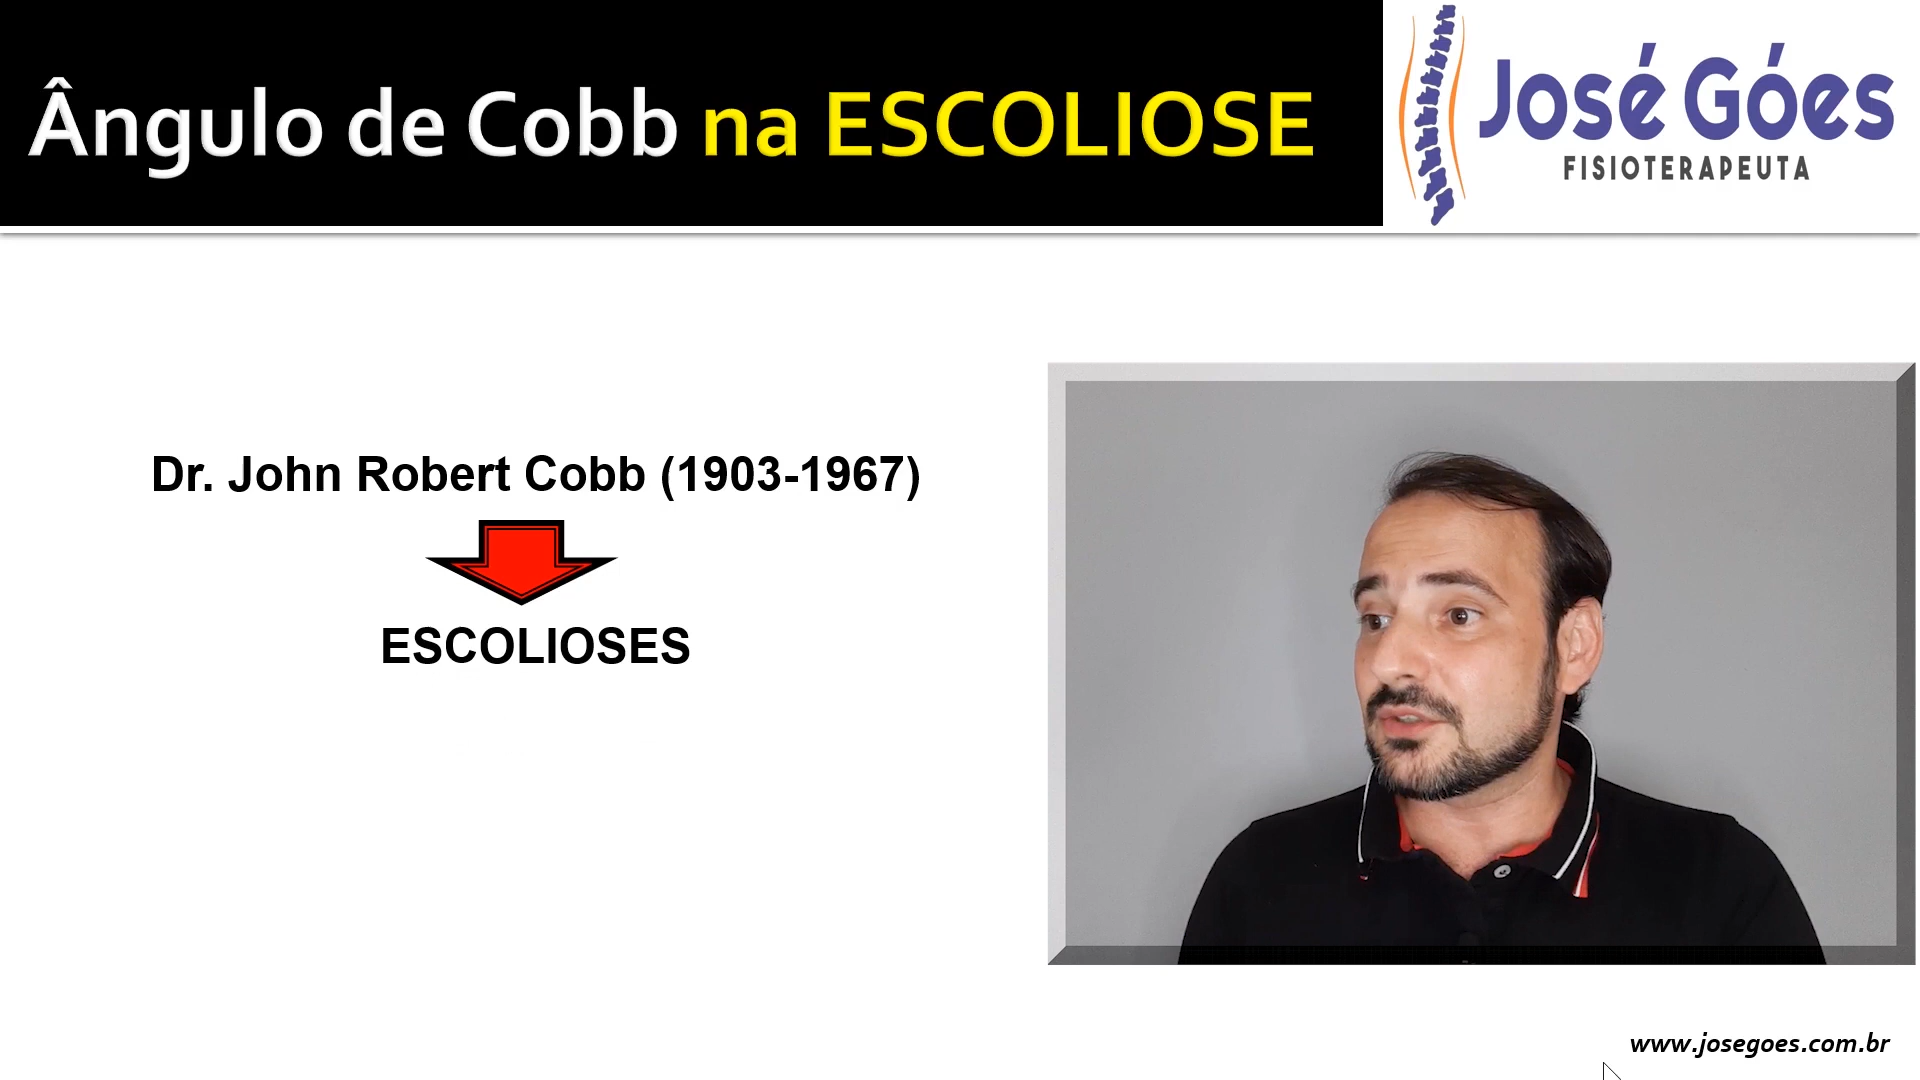 Ângulo de Cobb na ESCOLIOSE
José Góes
FISIOTERAPEUTA
Dr. John Robert Cobb (1903-1967)
ESCOLIOSES
www.josegoes.com.br